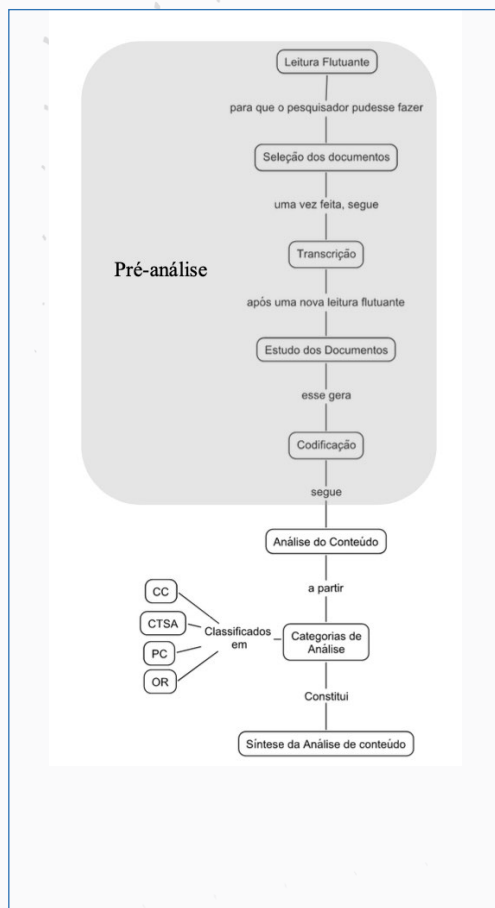 Leitura Flutuante
para que o pesquisador pudesse fazer
Seleção dos documentos
uma vez feita, segue
Transcrição
Pré-análise
após uma nova leitura flutuante
Estudo dos Documentos
esse gera
Codificação
segue
Análise do Conteúdo
a partir
CC
CTSA
PC
OR
Classificados
em
Categorias de
Análise
Constitui
Síntese da Análise de conteúdo